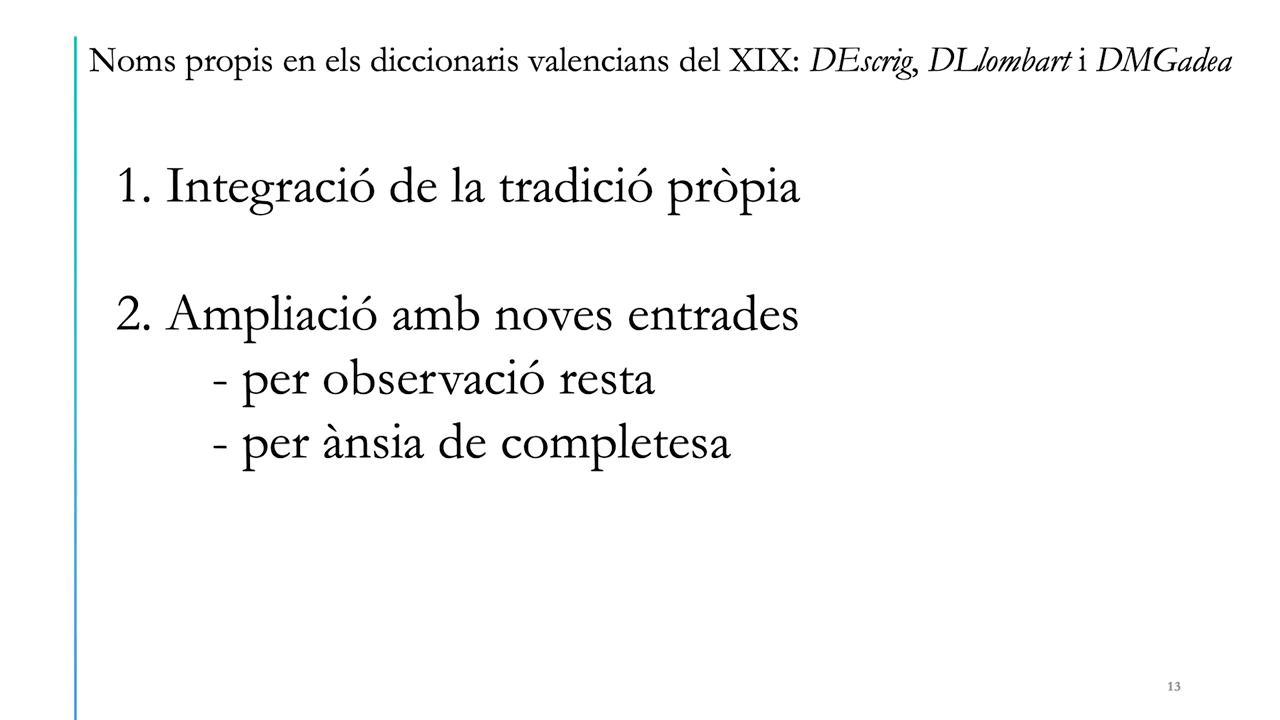 Noms propis en els diccionaris valencians del XIX: DEscrig, DLlombart i DMGadea
1. Integració de la tradició pròpia
2. Ampliació amb noves entrades
- per observació resta
- per ànsia de completesa
13